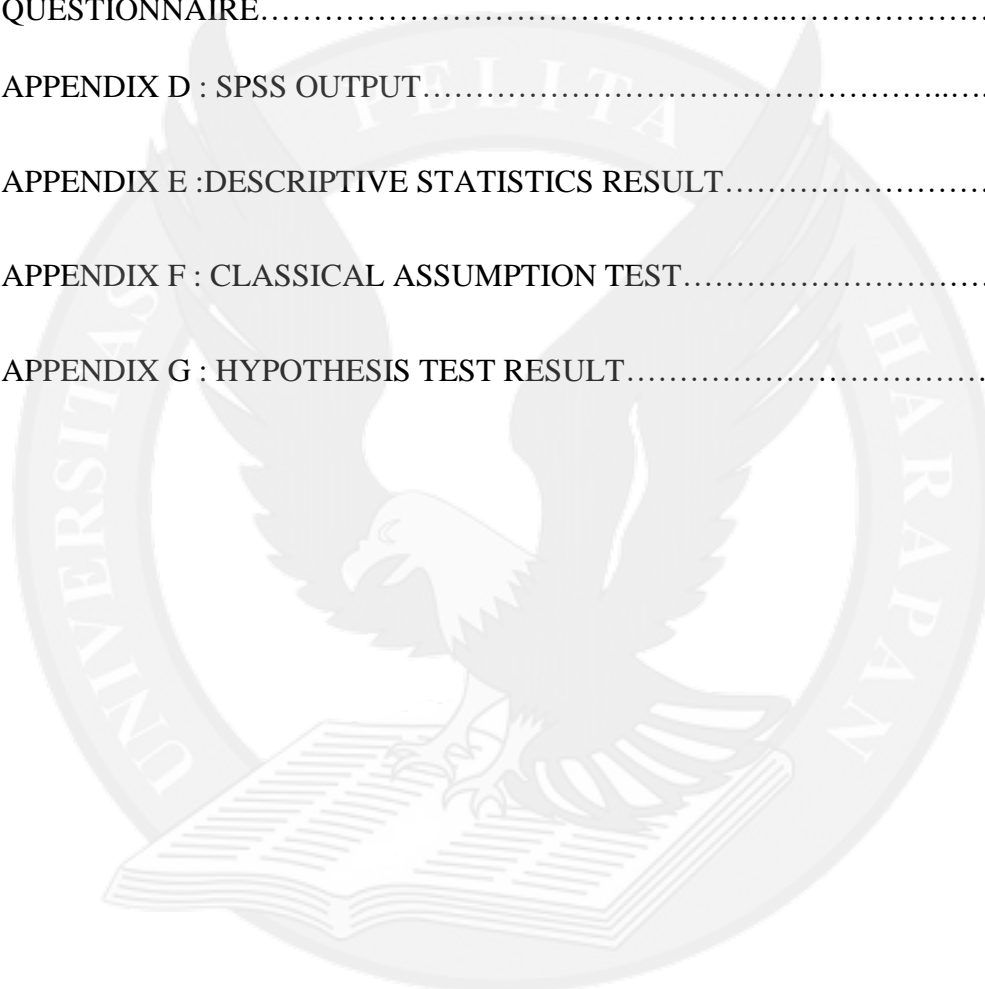 QUESTIONNAIRE…………………………………………..…………………
APPENDIX D : SPSS OUTPUT…………………………………………..….
APPENDIX E :DESCRIPTIVE STATISTICS RESULT………………………
APPENDIX F : CLASSICAL ASSUMPTION TEST…………………………
APPENDIX G : HYPOTHESIS TEST RESULT…………………………….
UNIVERSITAS PELITA HARAPAN